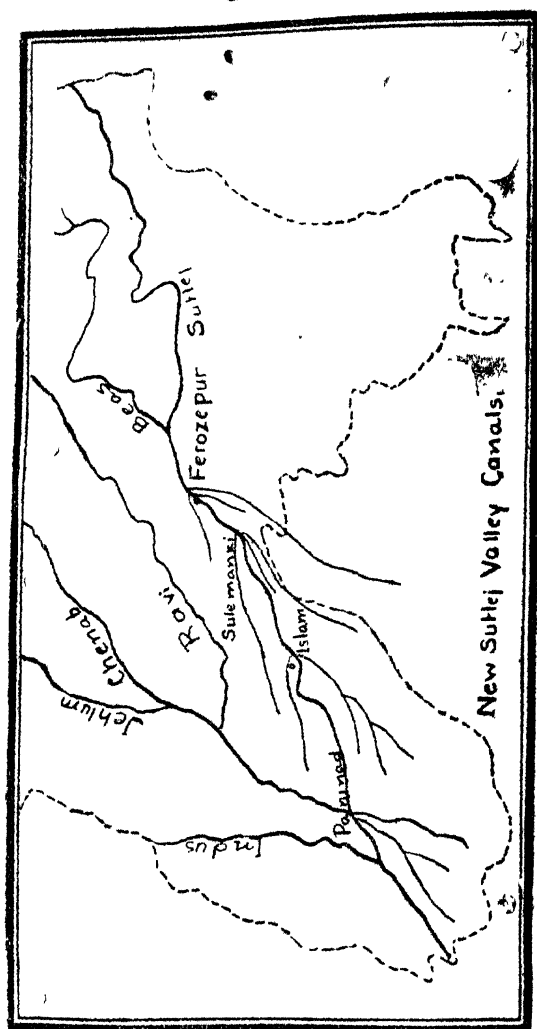 Sutlej
Beas
Ferozepur
Ravi
Sulemanki
Chenab
Jehlum
Islam
Panjnad
Indus
New Sutlej Valley Canals.